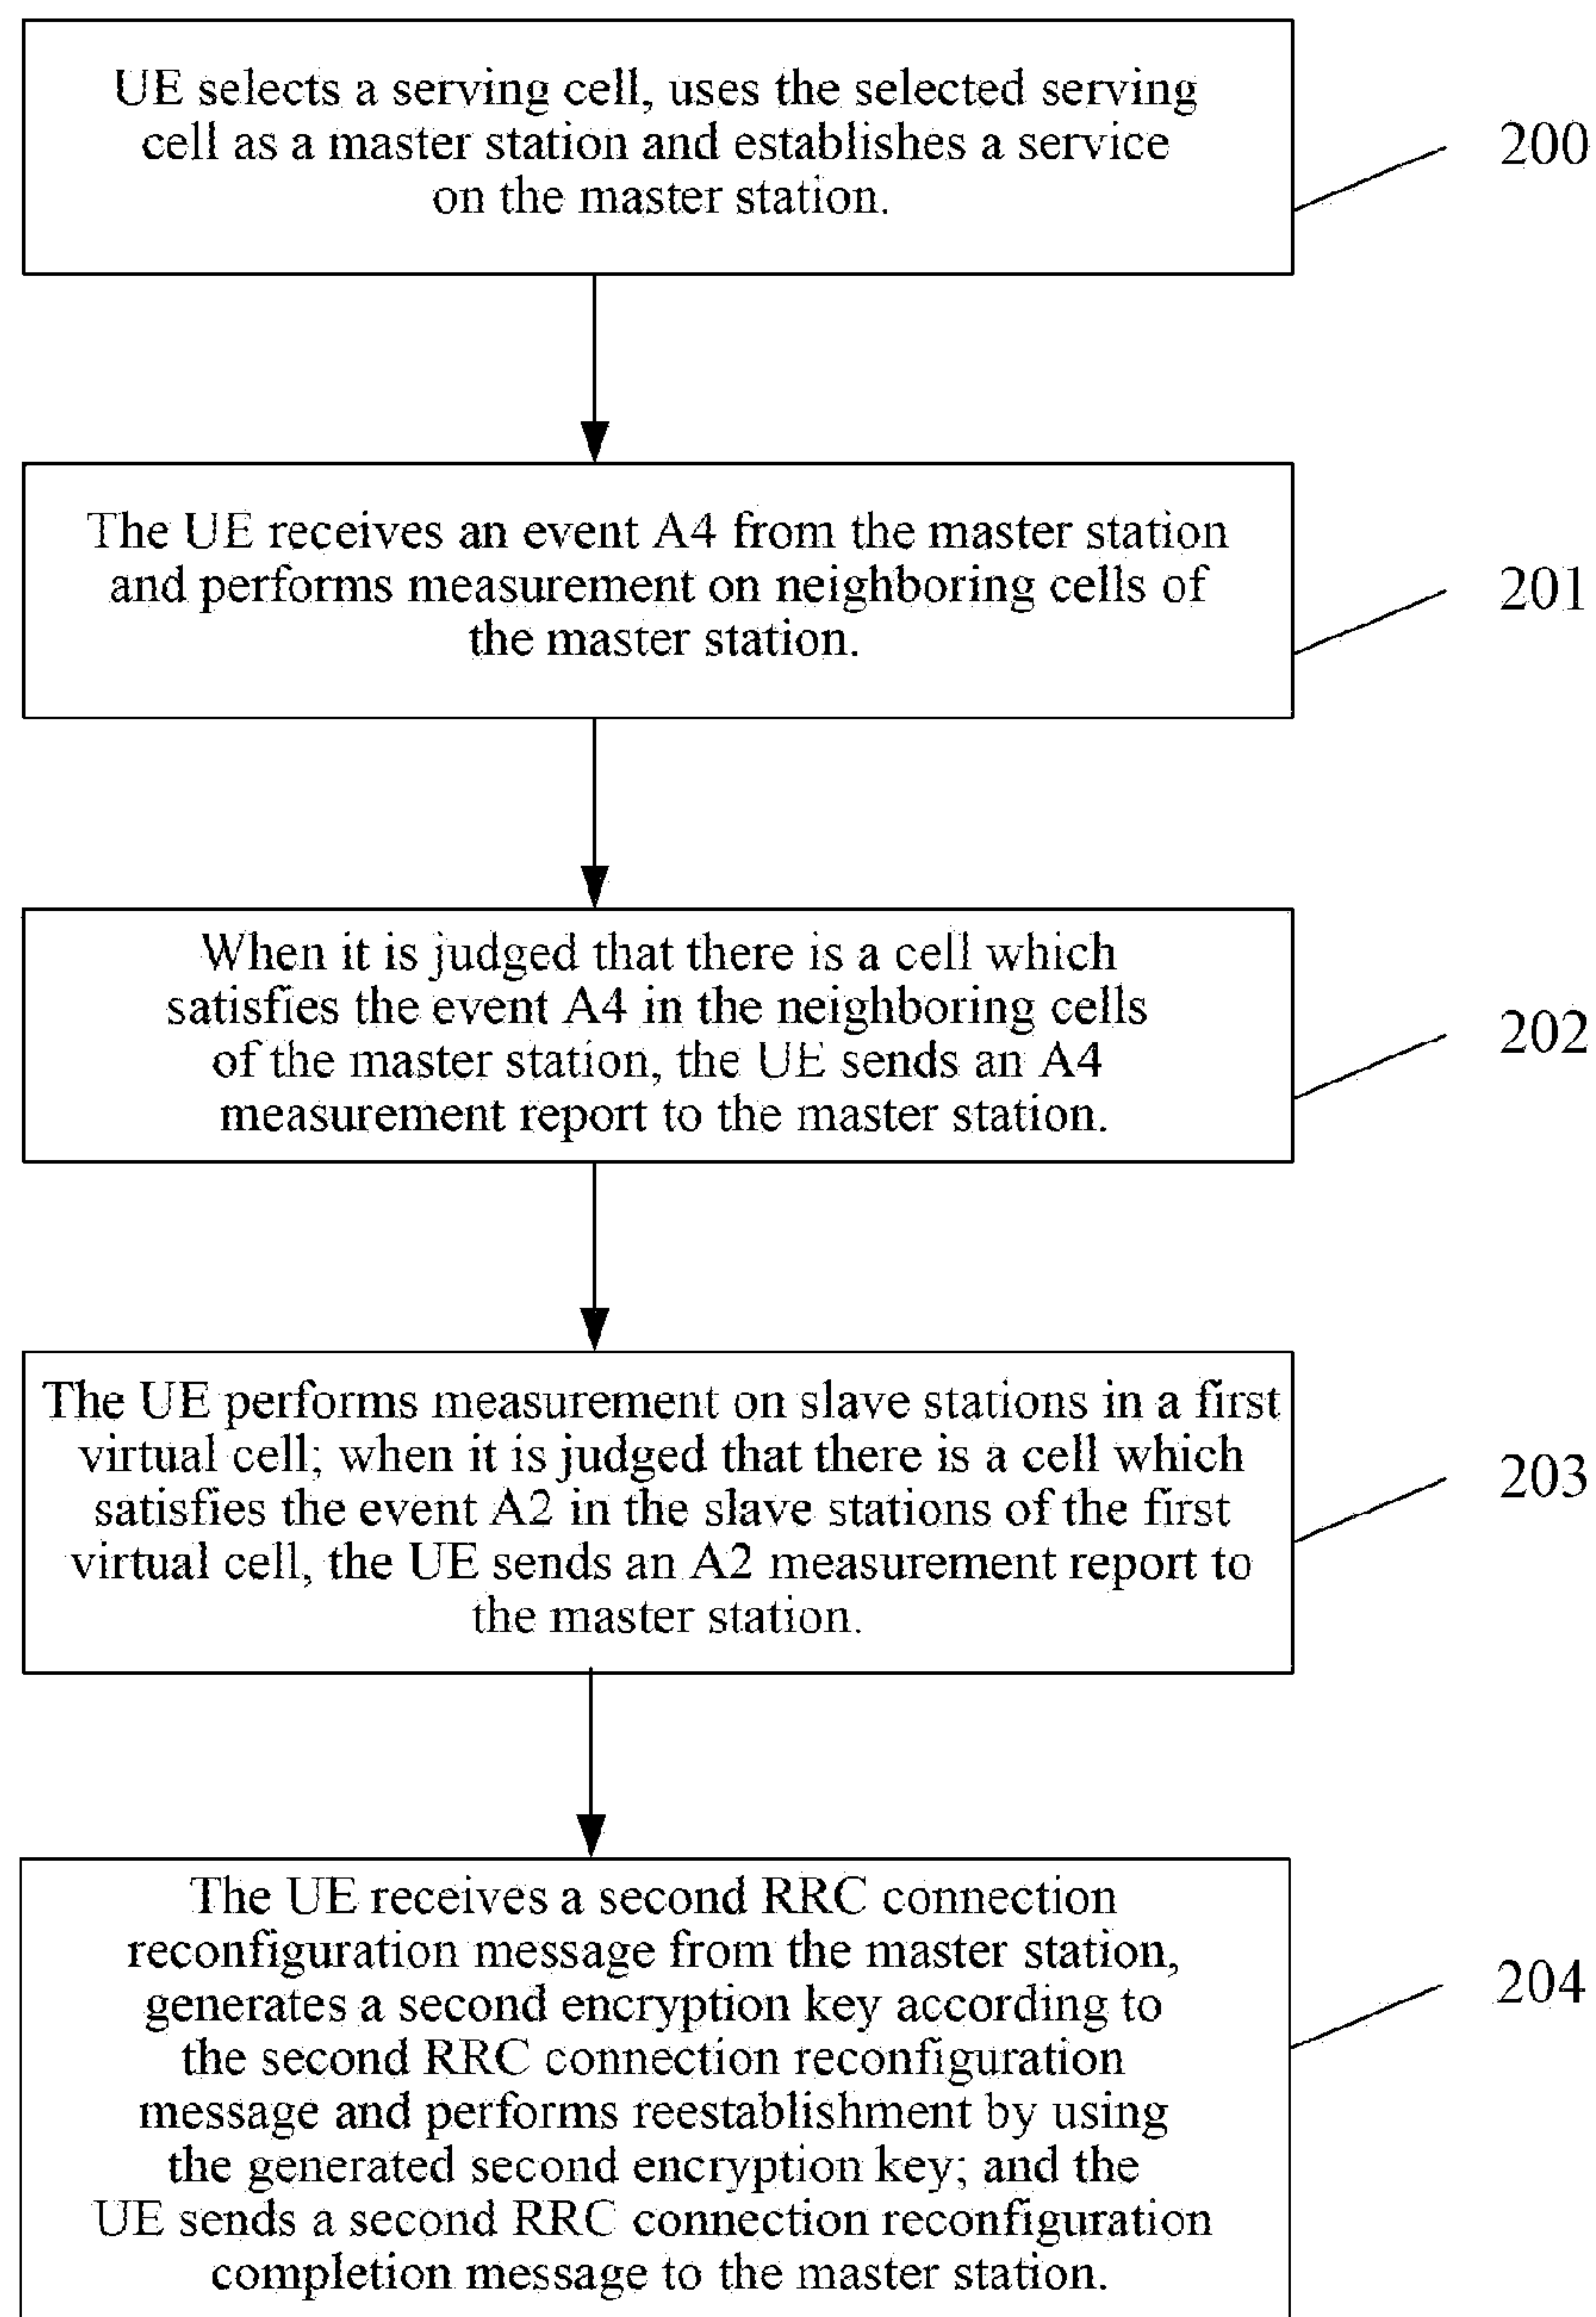 UE selects a serving cell, uses the selected serving
cell as a master station and establishes a service
on the master station.
200
The UE receives an event A4 from the master station
and performs measurement on neighboring cells of
the master station.
201
When it is judged that there is a cell which
satisfies the event A4 in the neighboring cells
of the master station, the UE sends an A4
measurement report to the master station.
202
The UE performs measurement on slave stations in a first
virtual cell; when it is judged that there is a cell which
satisfies the event A2 in the slave stations of the first
virtual cell, the UE sends an A2 measurement report to
the master station.
203
The UE receives a second RRC connection
reconfiguration message from the master station,
generates a second encryption key according to
the second RRC connection reconfiguration
message and performs reestablishment by using
the generated second encryption key; and the
UE sends a second RRC connection reconfiguration
completion message to the master station.
204